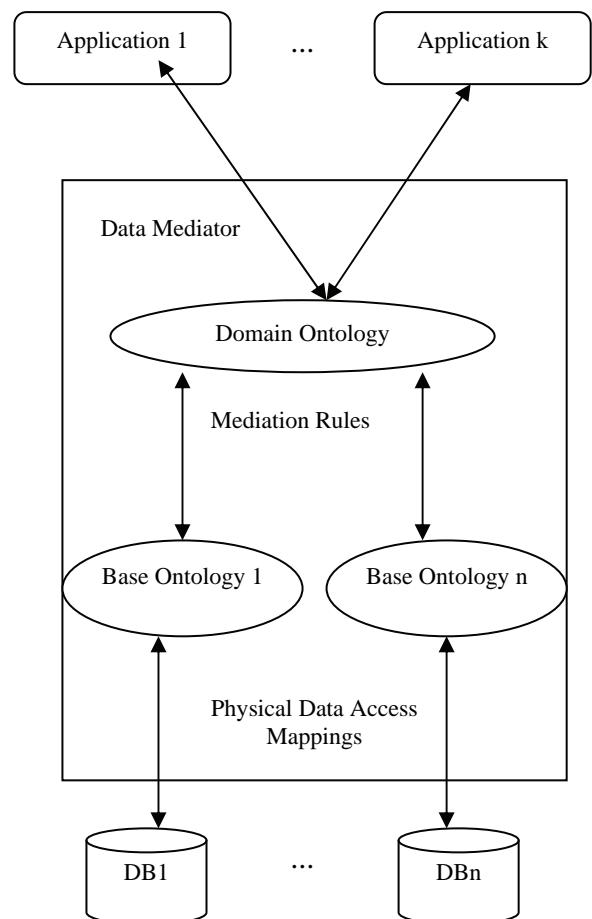 Application 1
...
Application k
Data Mediator
Domain Ontology
Mediation Rules
Base Ontology 1
Base Ontology n
Physical Data Access
Mappings
DB1
...
DBn